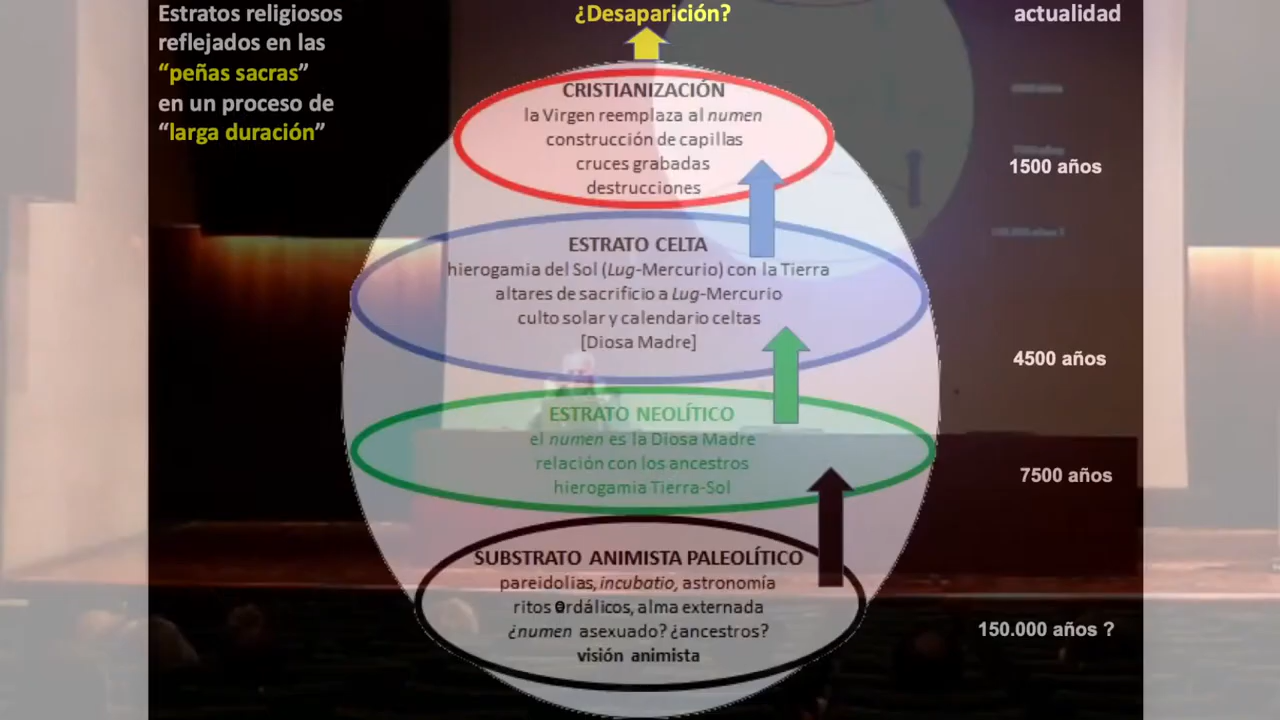 Estratos religiosos
reflejados en las
“peñas sacras”
en un proceso de
“larga duración”
¿Desaparición?
actualidad
CRISTIANIZACIÓN
la Virgen reemplaza al numen
construcción de capillas
cruces grabadas
destrucciones
1500 años
ESTRATO CELTA
hierogamia del Sol (Lug-Mercurio) con la Tierra
altares de sacrificio a Lug-Mercurio
culto solar y calendario celtas
[Diosa Madre]
4500 años
ESTRATO NEOLÍTICO
el numen es la Diosa Madre
relación con los ancestros
hierogamia Tierra-Sol
7500 años
SUBSTRATO ANIMISTA PALEOLÍTICO
pareidolias, incubatio, astronomía
ritos ordálicos, alma externada
¿numen asexuado? ¿ancestros?
visión animista
150.000 años ?